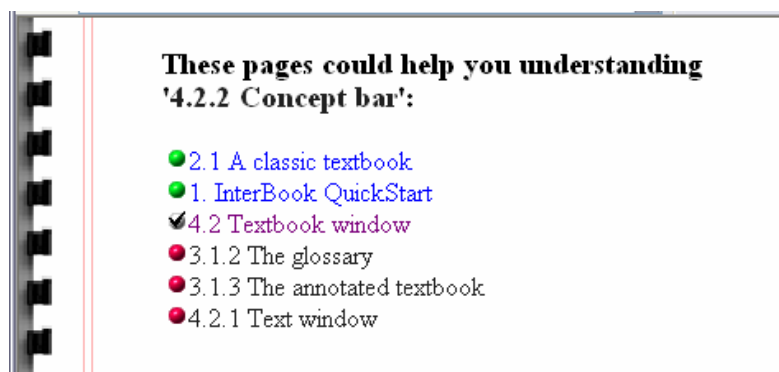 These pages could help you understanding
'4.2.2 Concept bar':
2.1 A classic textbook
1. InterBook QuickStart
4.2 Textbook window
3.1.2 The glossary
3.1.3 The annotated textbook
4.2.1 Text window